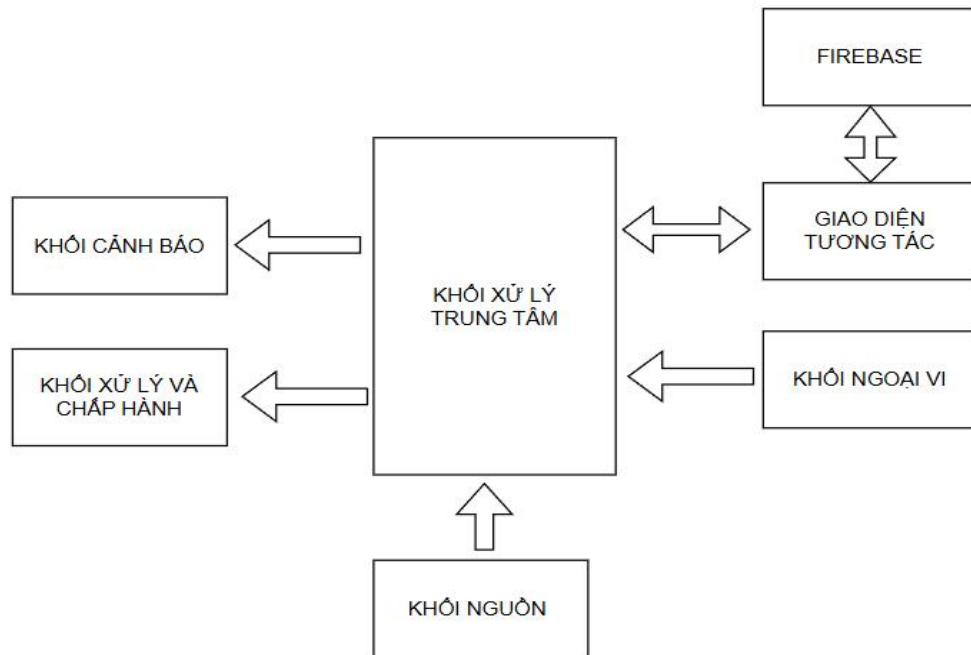 FIREBASE
KHỐI CẢNH BÁO
GIAO DIỆN
TƯƠNG TÁC
KHỐI XỬ LÝ
TRUNG TÂM
KHỐI XỬ LÝ VÀ
CHẤP HÀNH
KHỐI NGOẠI VI
KHỐI NGUỒN